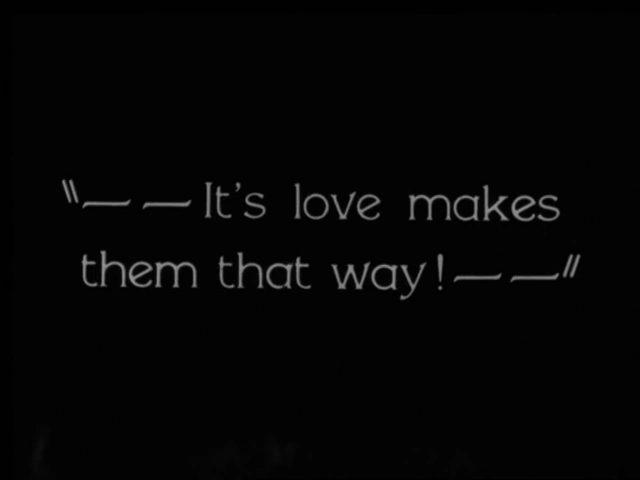 "— — It's love makes
them that way! — —"